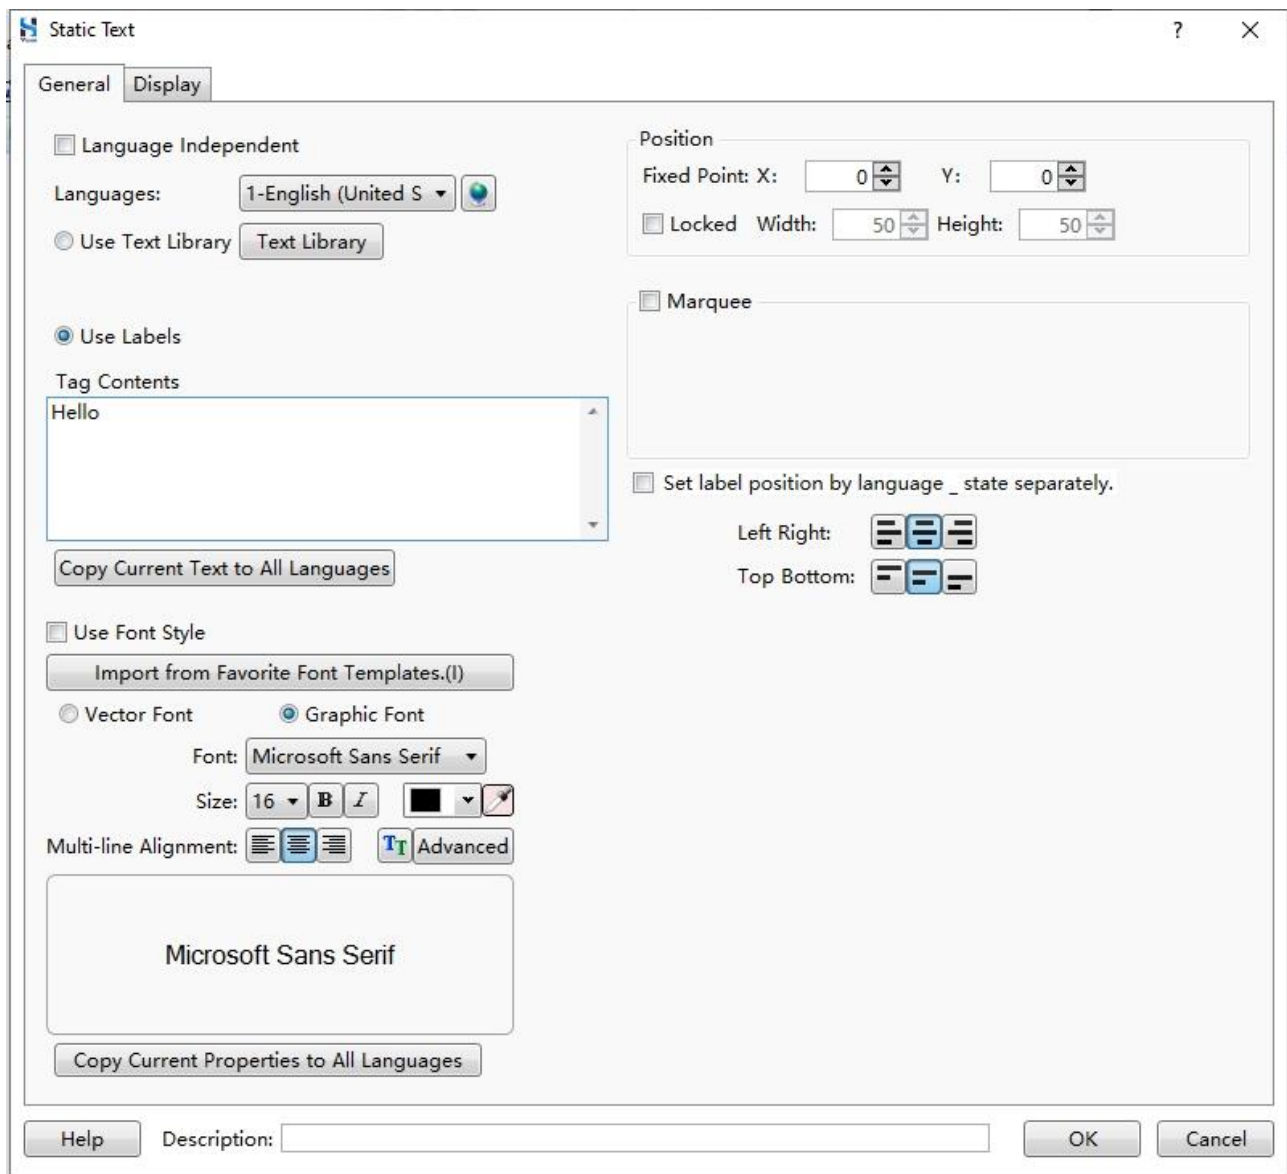 Static Text
General Display
Language Independent
Languages: 1-English (United S
Use Text Library Text Library
Use Labels
Tag Contents
Hello
Copy Current Text to All Languages
Use Font Style
Import from Favorite Font Templates.(I)
Vector Font Graphic Font
Font: Microsoft Sans Serif
Size: 16 B I
Multi-line Alignment: TT Advanced
Microsoft Sans Serif
Copy Current Properties to All Languages
Position
Fixed Point: X: 0 Y: 0
Locked Width: 50 Height: 50
Marquee
Set label position by language _ state separately.
Left Right:
Top Bottom:
Help Description: OK Cancel